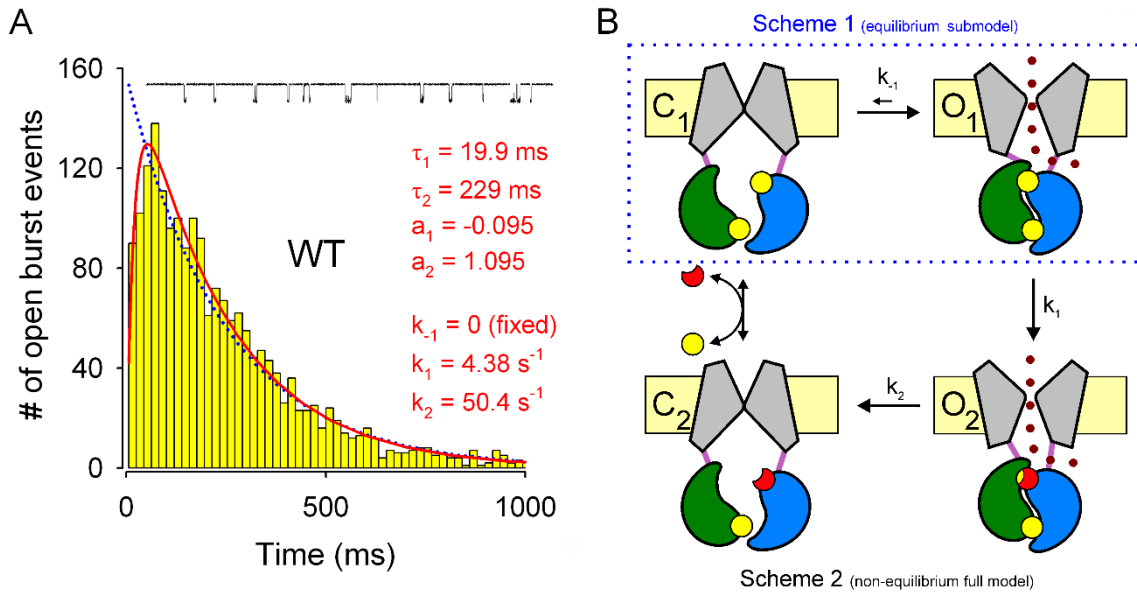 A
160
120
80
40
0
# of open burst events
0
500
1000
Time (ms)
WT
τ₁ = 19.9 ms
τ₂ = 229 ms
a₁ = -0.095
a₂ = 1.095
k₋₁ = 0 (fixed)
k₁ = 4.38 s⁻¹
k₂ = 50.4 s⁻¹
B
Scheme 1 (equilibrium submodel)
C₁
k₋₁
O₁
k₁
C₂
k₂
O₂
Scheme 2 (non-equilibrium full model)